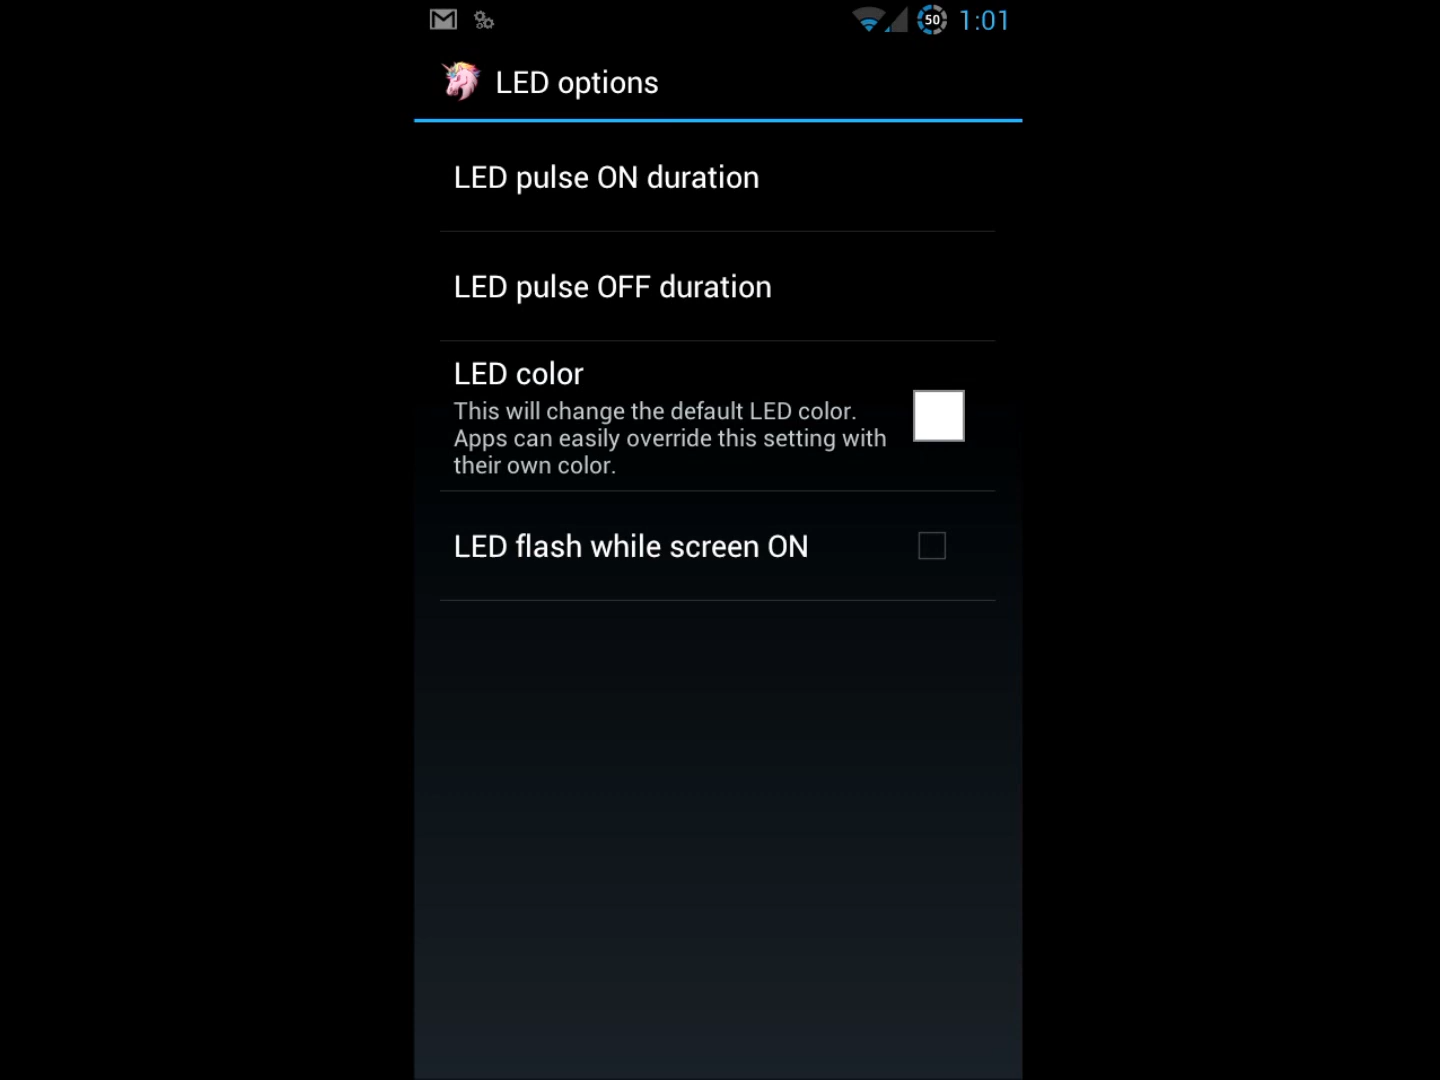 50 1:01
LED options
LED pulse ON duration
LED pulse OFF duration
LED color
This will change the default LED color.
Apps can easily override this setting with
their own color.
LED flash while screen ON